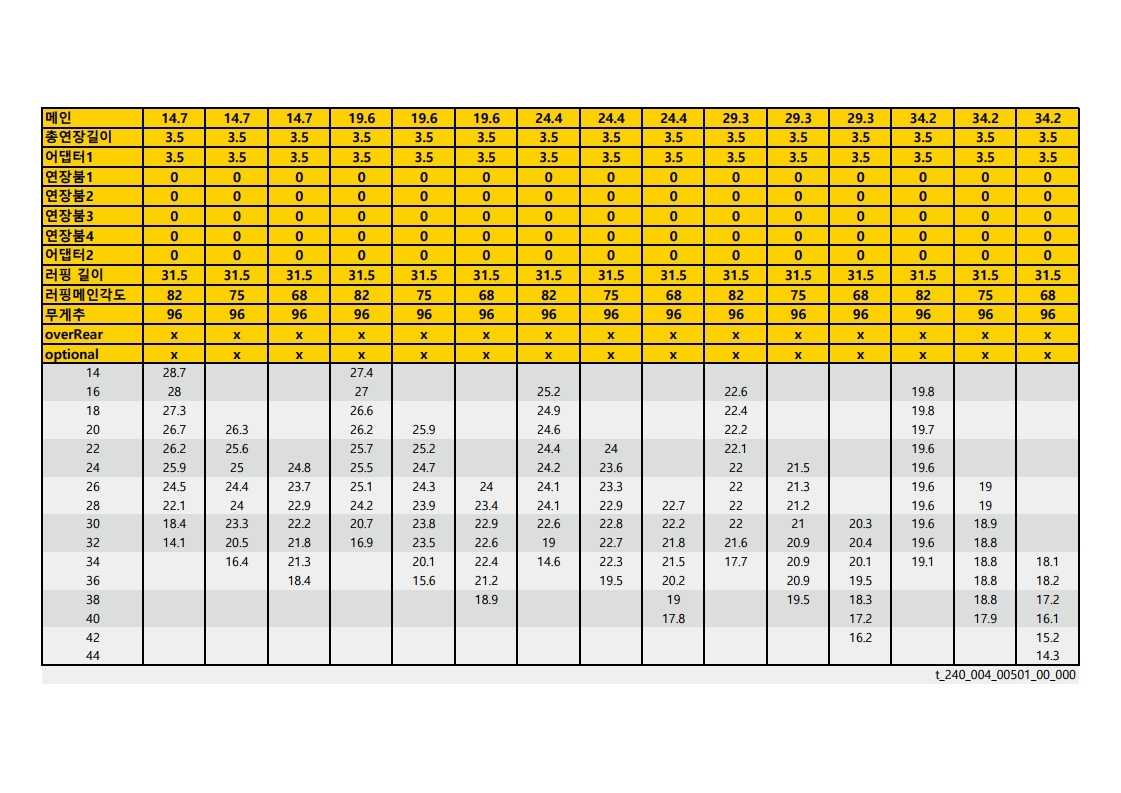 메인 14.7 14.7 14.7 19.6 19.6 19.6 24.4 24.4 24.4 29.3 29.3 29.3 34.2 34.2 34.2
총연장길이 3.5 3.5 3.5 3.5 3.5 3.5 3.5 3.5 3.5 3.5 3.5 3.5 3.5 3.5 3.5
어댑터1 3.5 3.5 3.5 3.5 3.5 3.5 3.5 3.5 3.5 3.5 3.5 3.5 3.5 3.5 3.5
연장붐1 0 0 0 0 0 0 0 0 0 0 0 0 0 0 0
연장붐2 0 0 0 0 0 0 0 0 0 0 0 0 0 0 0
연장붐3 0 0 0 0 0 0 0 0 0 0 0 0 0 0 0
연장붐4 0 0 0 0 0 0 0 0 0 0 0 0 0 0 0
어댑터2 0 0 0 0 0 0 0 0 0 0 0 0 0 0 0
러핑 길이 31.5 31.5 31.5 31.5 31.5 31.5 31.5 31.5 31.5 31.5 31.5 31.5 31.5 31.5 31.5
러핑메인각도 82 75 68 82 75 68 82 75 68 82 75 68 82 75 68
무게추 96 96 96 96 96 96 96 96 96 96 96 96 96 96 96
overRear x x x x x x x x x x x x x x x
optional x x x x x x x x x x x x x x x
14 28.7 27.4
16 28 27 25.2 22.6 19.8
18 27.3 26.6 24.9 22.4 19.8
20 26.7 26.3 26.2 25.9 24.6 22.2 19.7
22 26.2 25.6 25.7 25.2 24.4 24 22.1 19.6
24 25.9 25 24.8 25.5 24.7 24.2 23.6 22 21.5 19.6
26 24.5 24.4 23.7 25.1 24.3 24 24.1 23.3 22 21.3 19.6 19
28 22.1 24 22.9 24.2 23.9 23.4 24.1 22.9 22.7 22 21.2 19.6 19
30 18.4 23.3 22.2 20.7 23.8 22.9 22.6 22.8 22.2 22 21 20.3 19.6 18.9
32 14.1 20.5 21.8 16.9 23.5 22.6 19 22.7 21.8 21.6 20.9 20.4 19.6 18.8
34 16.4 21.3 20.1 22.4 14.6 22.3 21.5 17.7 20.9 20.1 19.1 18.8 18.1
36 18.4 15.6 21.2 19.5 20.2 20.9 19.5 18.8 18.2
38 18.9 19 19.5 18.3 18.8 17.2
40 17.8 17.2 17.9 16.1
42 16.2 15.2
44 14.3
t_240_004_00501_00_000